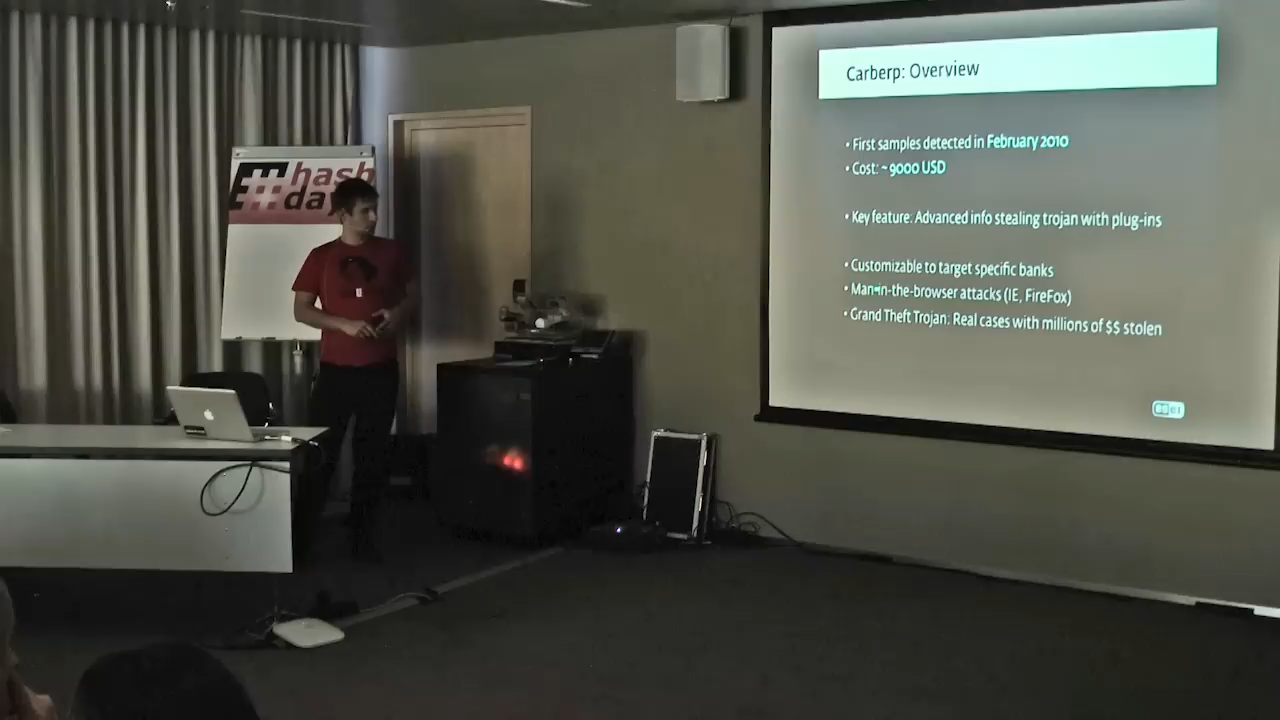 hash
day
Carberp: Overview
• First samples detected in February 2010
• Cost: ~ 9000 USD
• Key feature: Advanced info stealing trojan with plug-ins
• Customizable to target specific banks
• Man-in-the-browser attacks (IE, FireFox)
• Grand Theft Trojan: Real cases with millions of $$ stolen
eset